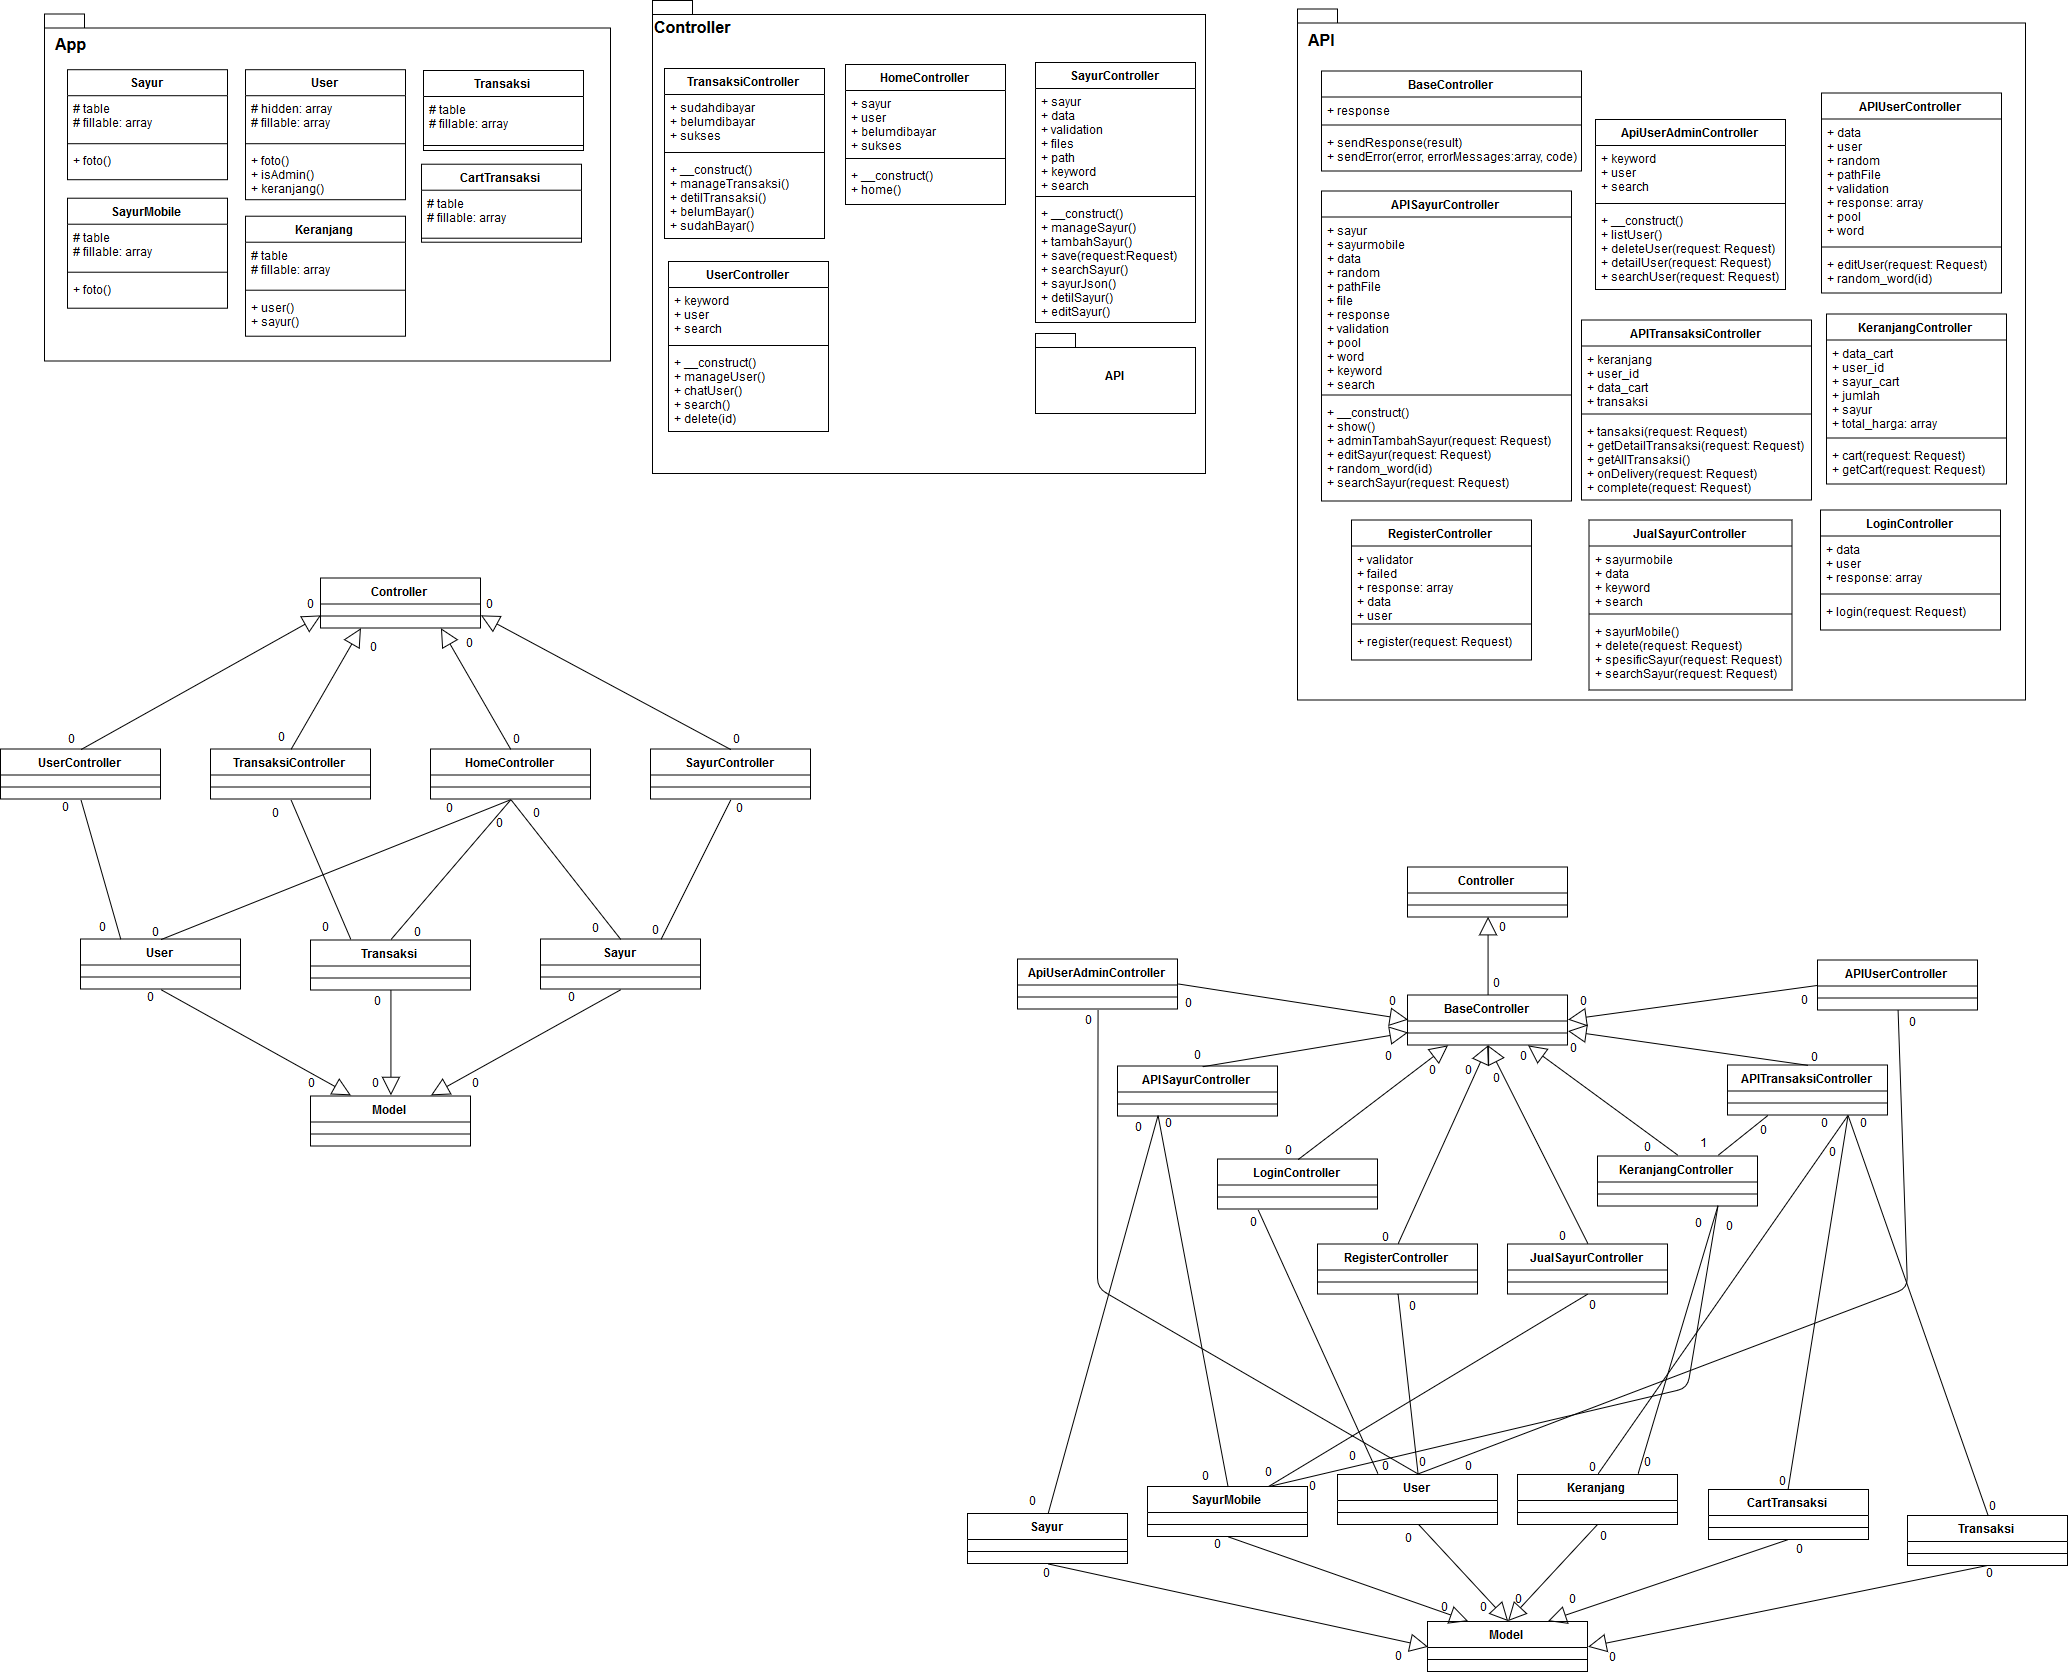 App
Sayur
# table
# fillable: array
+ foto()
User
# hidden: array
# fillable: array
+ foto()
+ isAdmin()
+ keranjang()
Transaksi
# table
# fillable: array
SayurMobile
# table
# fillable: array
+ foto()
Keranjang
# table
# fillable: array
+ user()
+ sayur()
CartTransaksi
# table
# fillable: array
Controller
TransaksiController
+ sudahdibayar
+ belumdibayar
+ sukses
+ __construct()
+ manageTransaksi()
+ detilTransaksi()
+ belumBayar()
+ sudahBayar()
HomeController
+ sayur
+ user
+ belumdibayar
+ sukses
+ __construct()
+ home()
SayurController
+ sayur
+ data
+ validation
+ files
+ path
+ keyword
+ search
+ __construct()
+ manageSayur()
+ tambahSayur()
+ save(request:Request)
+ searchSayur()
+ sayurJson()
+ detilSayur()
+ editSayur()
UserController
+ keyword
+ user
+ search
+ __construct()
+ manageUser()
+ chatUser()
+ search()
+ delete(id)
API
API
BaseController
+ response
+ sendResponse(result)
+ sendError(error, errorMessages:array, code)
ApiUserAdminController
+ keyword
+ user
+ search
+ __construct()
+ listUser()
+ deleteUser(request: Request)
+ detailUser(request: Request)
+ searchUser(request: Request)
APIUserController
+ data
+ user
+ random
+ pathFile
+ validation
+ response: array
+ pool
+ word
+ editUser(request: Request)
+ random_word(id)
APISayurController
+ sayur
+ sayurmobile
+ data
+ random
+ pathFile
+ file
+ response
+ validation
+ pool
+ word
+ keyword
+ search
+ __construct()
+ show()
+ adminTambahSayur(request: Request)
+ editSayur(request: Request)
+ random_word(id)
+ searchSayur(request: Request)
APITransaksiController
+ keranjang
+ user_id
+ data_cart
+ transaksi
+ tansaksi(request: Request)
+ getDetailTransaksi(request: Request)
+ getAllTransaksi()
+ onDelivery(request: Request)
+ complete(request: Request)
KeranjangController
+ data_cart
+ user_id
+ sayur_cart
+ jumlah
+ sayur
+ total_harga: array
+ cart(request: Request)
+ getCart(request: Request)
RegisterController
+ validator
+ failed
+ response: array
+ data
+ user
+ register(request: Request)
JualSayurController
+ sayurmobile
+ data
+ keyword
+ search
+ sayurMobile()
+ delete(request: Request)
+ spesificSayur(request: Request)
+ searchSayur(request: Request)
LoginController
+ data
+ user
+ response: array
+ login(request: Request)
Controller
0 0
0 0
0 0 0 0
UserController TransaksiController HomeController SayurController
0 0 0 0 0 0
0 0 0 0 0 0
User Transaksi Sayur
0 0 0
0 0 0
Model
Controller
0
0
ApiUserAdminController BaseController APIUserController
0 0 0 0
0 0 0 0 0 0
0 0 0 0
APISayurController APITransaksiController
0 0 0 0 0
0 0 1 0
LoginController KeranjangController
0 0 0
0 0
RegisterController JualSayurController
0 0
0 0 0 0 0 0 0 0
0 0 0 0
SayurMobile User Keranjang CartTransaksi
Sayur Transaksi
0 0 0 0
0 0
0 0 0 0
0 0
Model